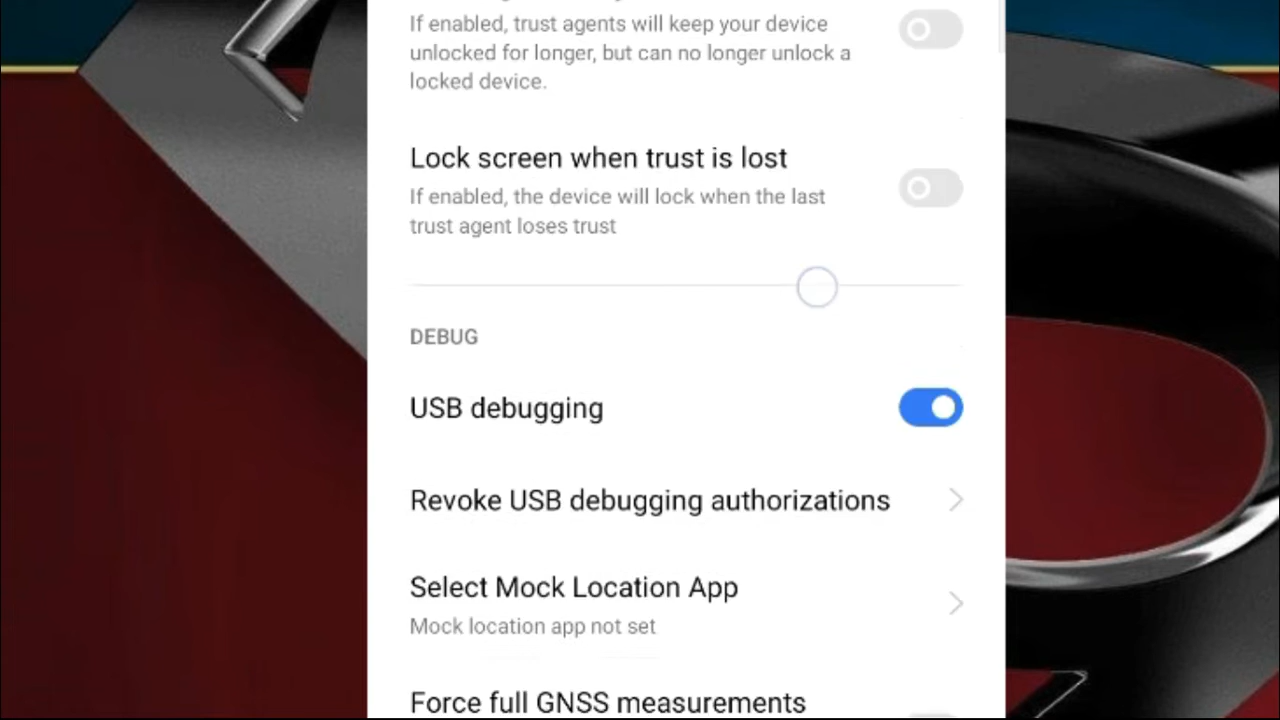 If enabled, trust agents will keep your device
unlocked for longer, but can no longer unlock a
locked device.
Lock screen when trust is lost
If enabled, the device will lock when the last
trust agent loses trust
DEBUG
USB debugging
Revoke USB debugging authorizations
Select Mock Location App
Mock location app not set
Force full GNSS measurements